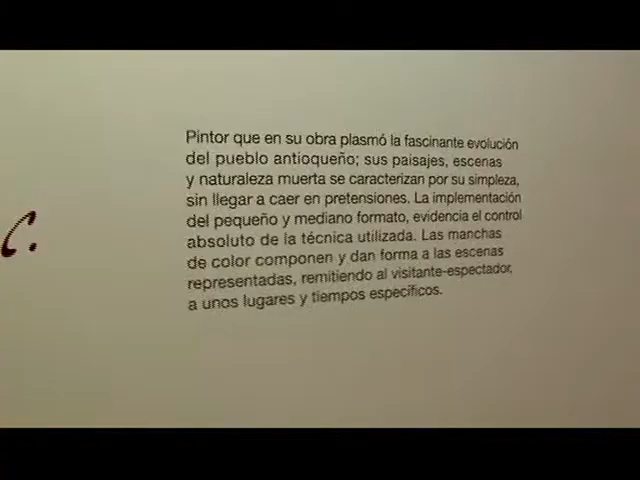 Pintor que en su obra plasmó la fascinante evolución
del pueblo antioqueño; sus paisajes, escenas
y naturaleza muerta se caracterizan por su simpleza,
sin llegar a caer en pretensiones. La implementación
del pequeño y mediano formato, evidencia el control
absoluto de la técnica utilizada. Las manchas
de color componen y dan forma a las escenas
representadas, remitiendo al visitante-espectador,
a unos lugares y tiempos específicos.
C.